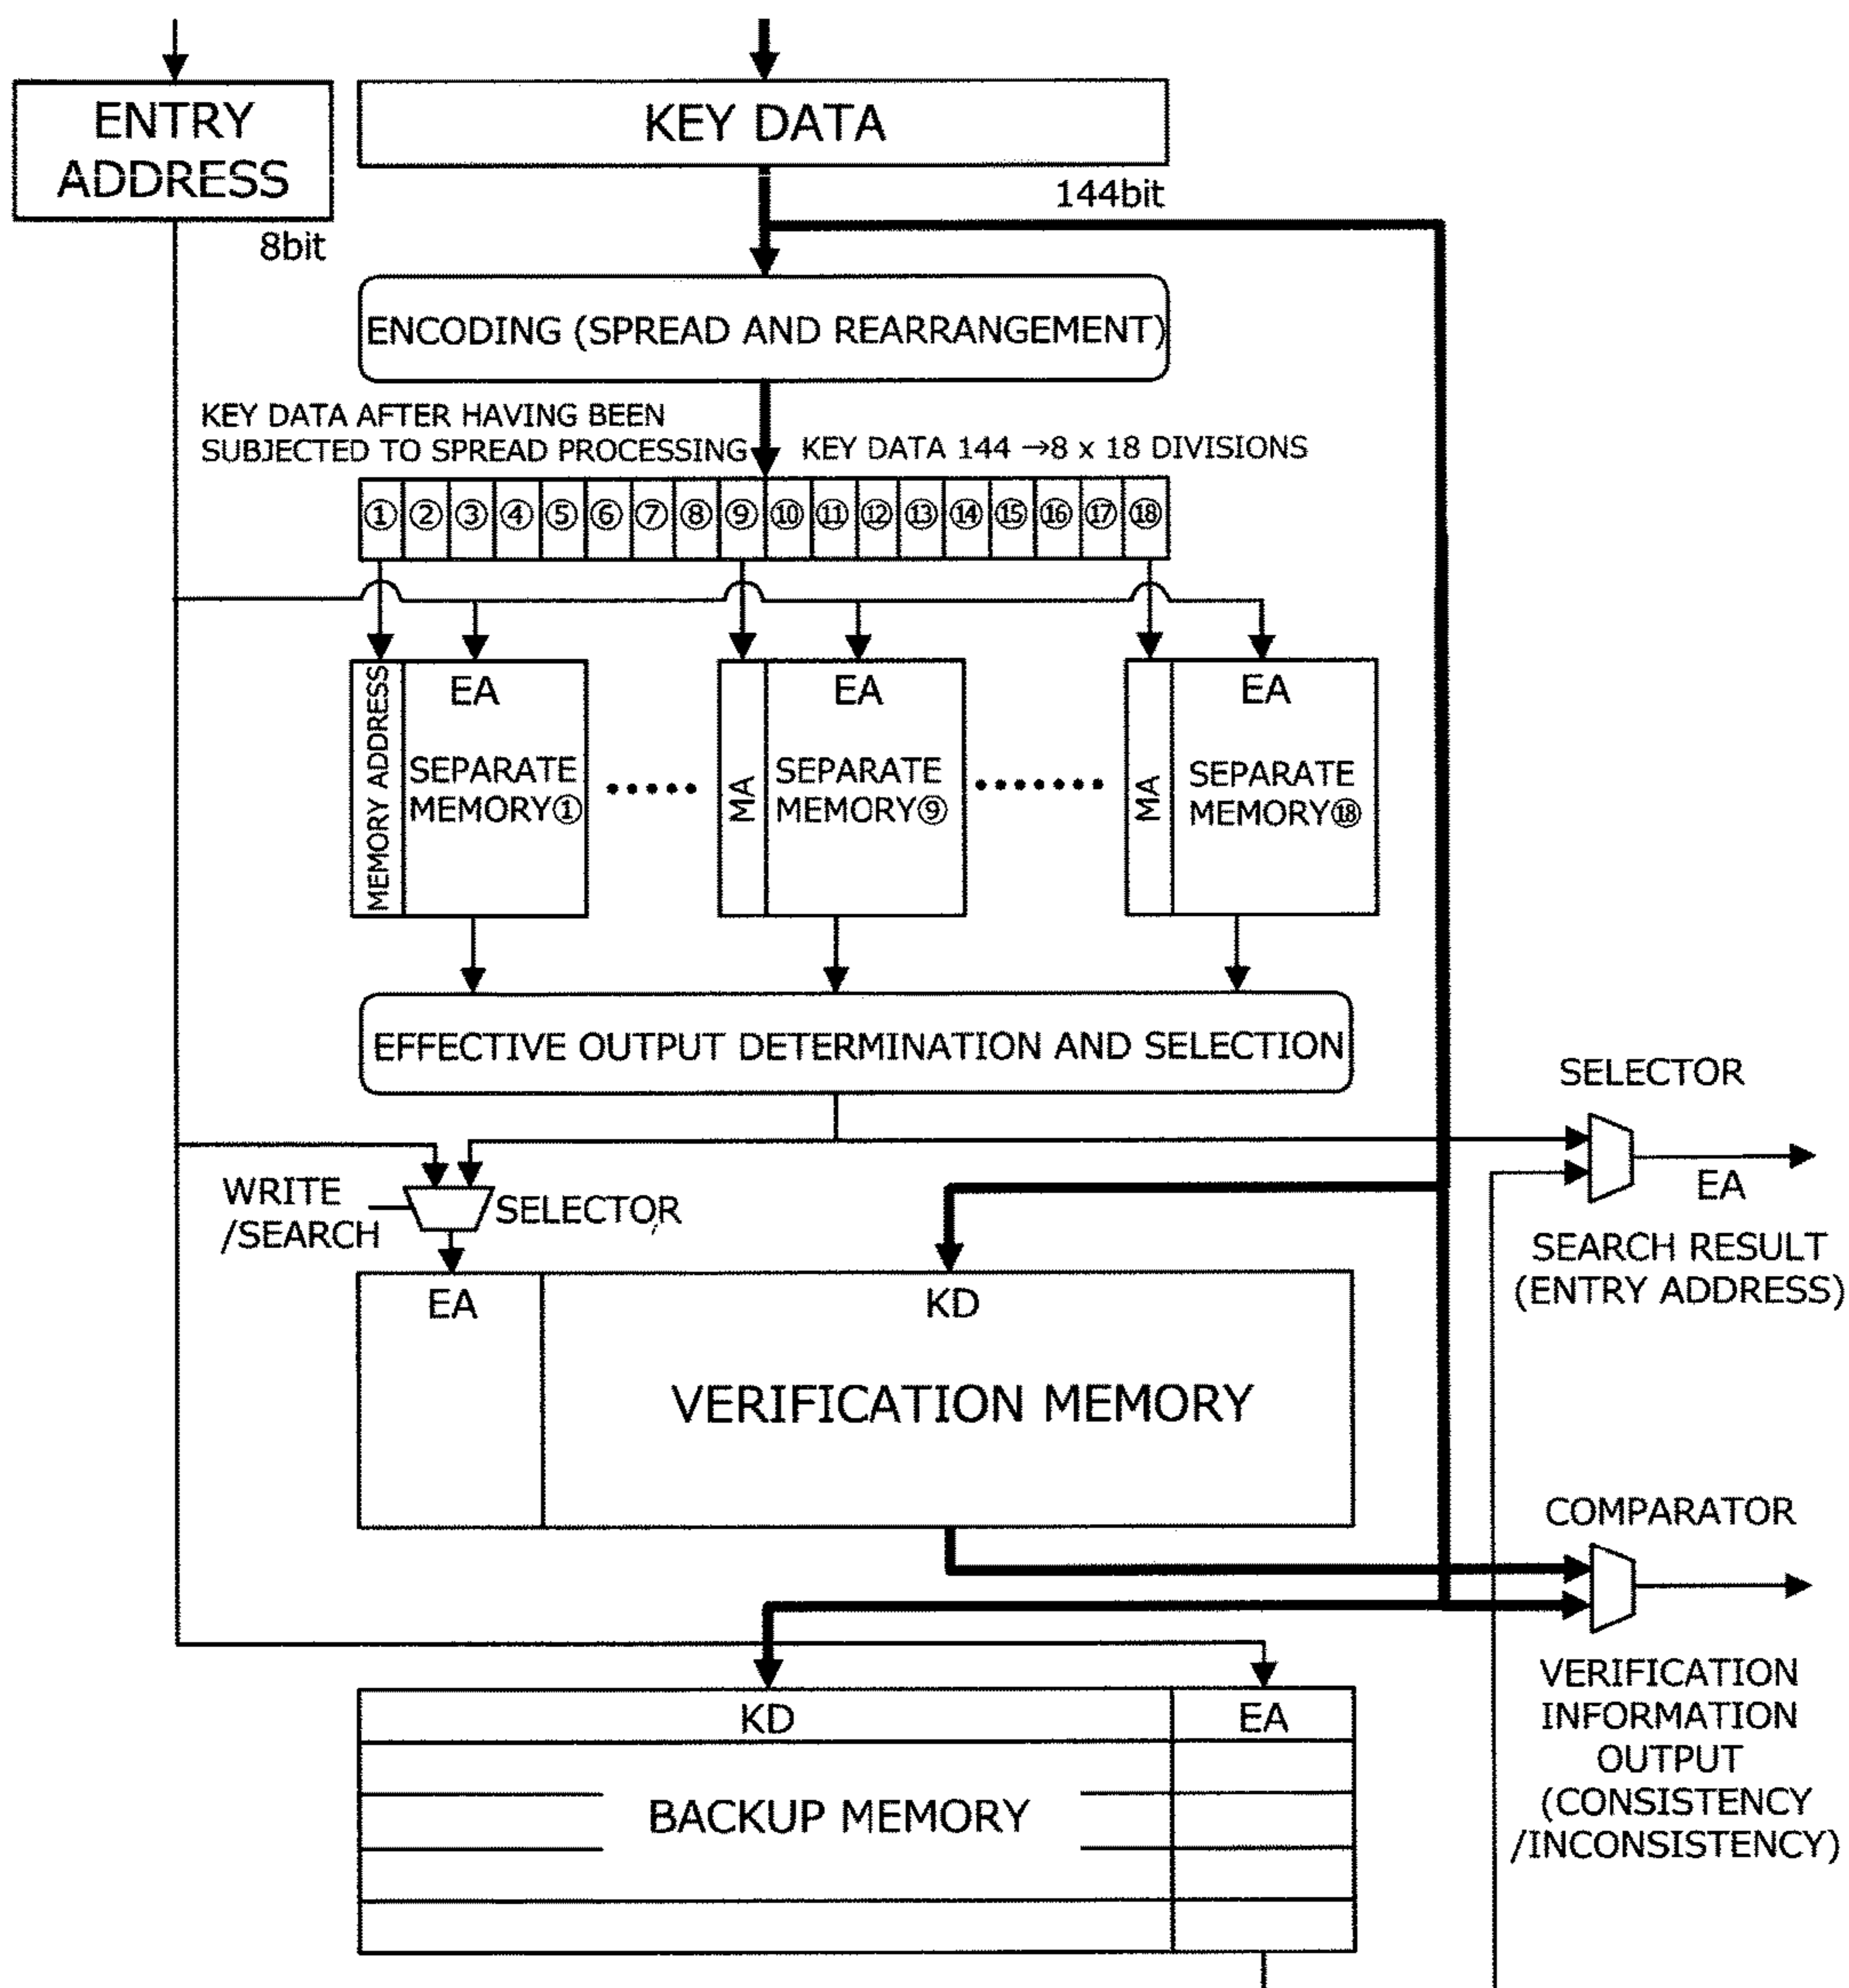 ENTRY
ADDRESS
8bit
KEY DATA
144bit
ENCODING (SPREAD AND REARRANGEMENT)
KEY DATA AFTER HAVING BEEN
SUBJECTED TO SPREAD PROCESSING
KEY DATA 144 →8 x 18 DIVISIONS
① ② ③ ④ ⑤ ⑥ ⑦ ⑧ ⑨ ⑩ ⑪ ⑫ ⑬ ⑭ ⑮ ⑯ ⑰ ⑱
MEMORY ADDRESS
EA
SEPARATE
MEMORY①
MA
EA
SEPARATE
MEMORY⑨
MA
EA
SEPARATE
MEMORY⑱
EFFECTIVE OUTPUT DETERMINATION AND SELECTION
SELECTOR
EA
SEARCH RESULT
(ENTRY ADDRESS)
WRITE
/SEARCH
SELECTOR
EA
KD
VERIFICATION MEMORY
COMPARATOR
VERIFICATION
INFORMATION
OUTPUT
(CONSISTENCY
/INCONSISTENCY)
KD
EA
BACKUP MEMORY